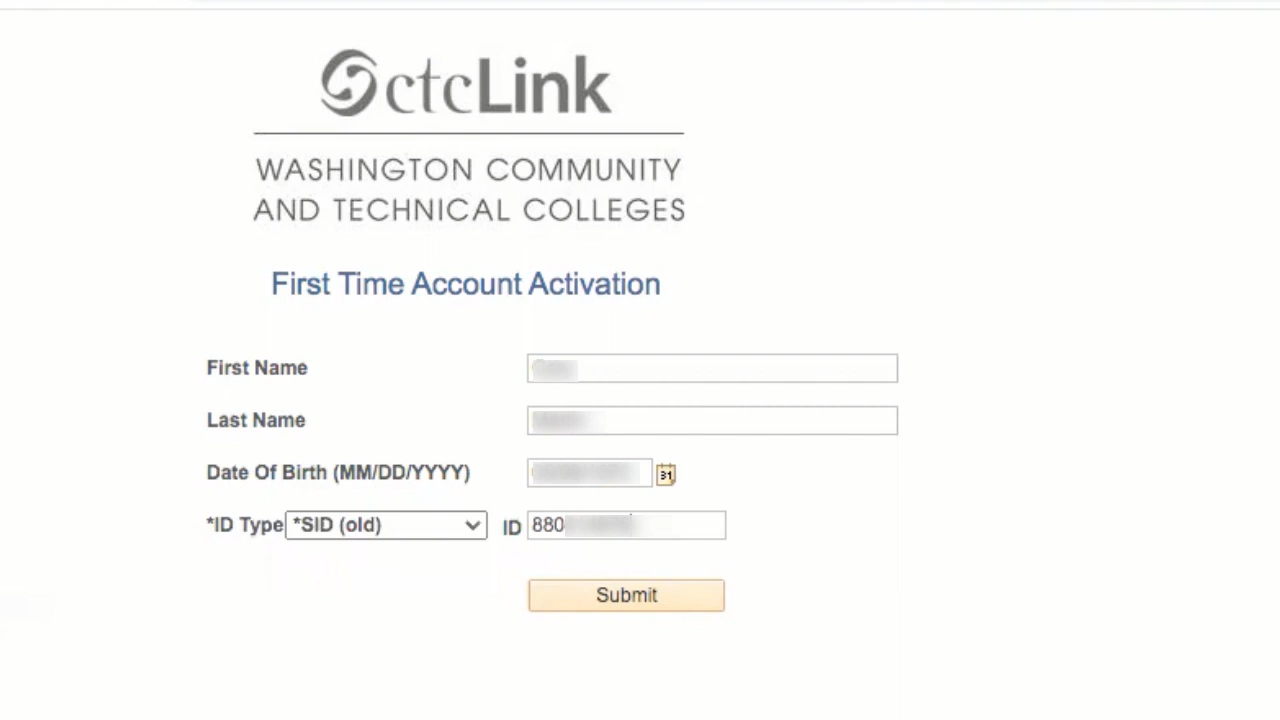 ctcLink
WASHINGTON COMMUNITY
AND TECHNICAL COLLEGES
First Time Account Activation
First Name
Last Name
Date Of Birth (MM/DD/YYYY) 31
*ID Type *SID (old) ID 880
Submit